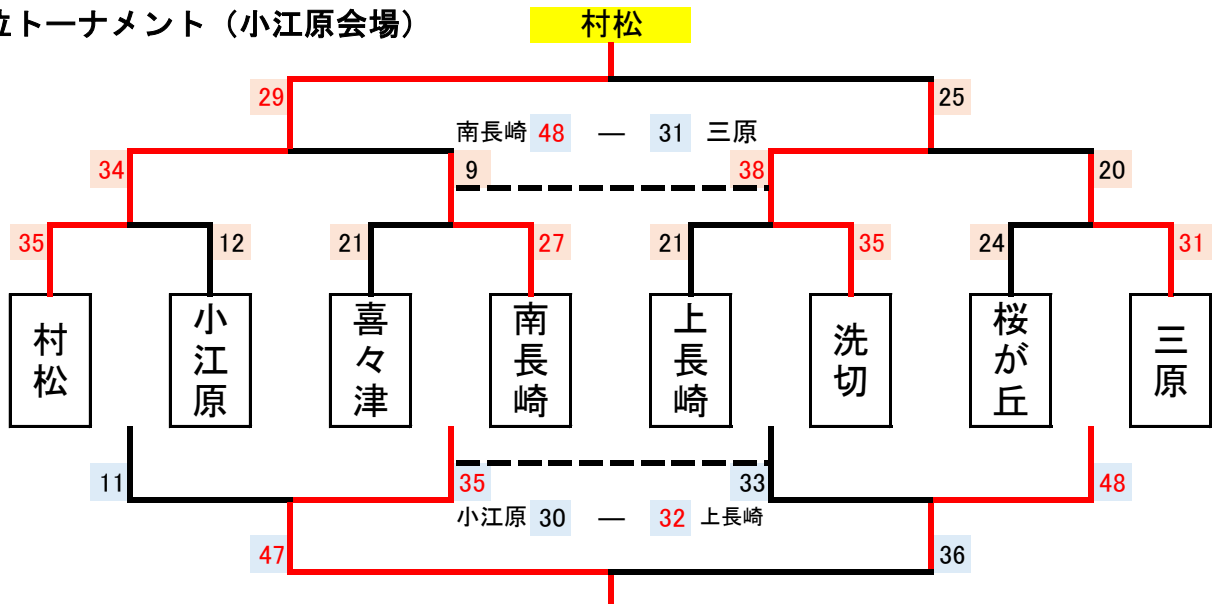 位トーナメント（小江原会場）
村松
29
25
南長崎 48 — 31 三原
34
9
38
20
35
12
21
27
21
35
24
31
村松
小江原
喜々津
南長崎
上長崎
洗切
桜が丘
三原
11
35
33
48
小江原 30 — 32 上長崎
47
36